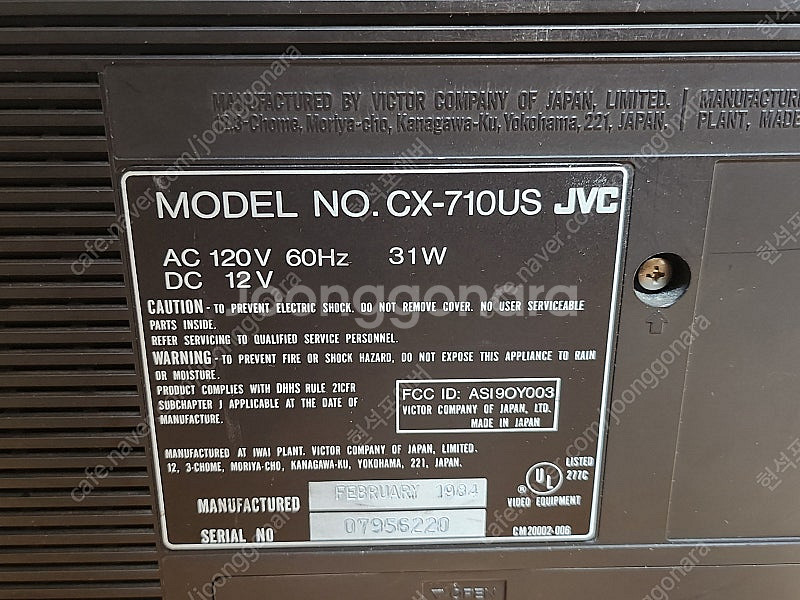 MANUFACTURED BY VICTOR COMPANY OF JAPAN, LIMITED.
12,3-Chome, Moriya-cho, Kanagawa-Ku, Yokohama, 221, JAPAN.
MANUFACTUR
PLANT, MADE
MODEL NO. CX-710US JVC
AC 120V 60Hz 31W
DC 12V
CAUTION - TO PREVENT ELECTRIC SHOCK. DO NOT REMOVE COVER. NO USER SERVICEABLE
PARTS INSIDE.
REFER SERVICING TO QUALIFIED SERVICE PERSONNEL.
WARNING - TO PREVENT FIRE OR SHOCK HAZARD, DO NOT EXPOSE THIS APPLIANCE TO RAIN
OR MOISTURE.
PRODUCT COMPLIES WITH DHHS RULE 21CFR
SUBCHAPTER J APPLICABLE AT THE DATE OF
MANUFACTURE.
FCC ID: ASI9OY003
VICTOR COMPANY OF JAPAN, LTD.
MADE IN JAPAN
MANUFACTURED AT IWAI PLANT. VICTOR COMPANY OF JAPAN, LIMITED.
12, 3-CHOME, MORIYA-KU, KANAGAWA-KU, YOKOHAMA, 221, JAPAN.
UL ® LISTED
277C
VIDEO EQUIPMENT
MANUFACTURED FEBRUARY 1984
SERIAL NO 07956220
CM20002-006
OPEN
joonggonara
cafe.naver.com/joonggonara